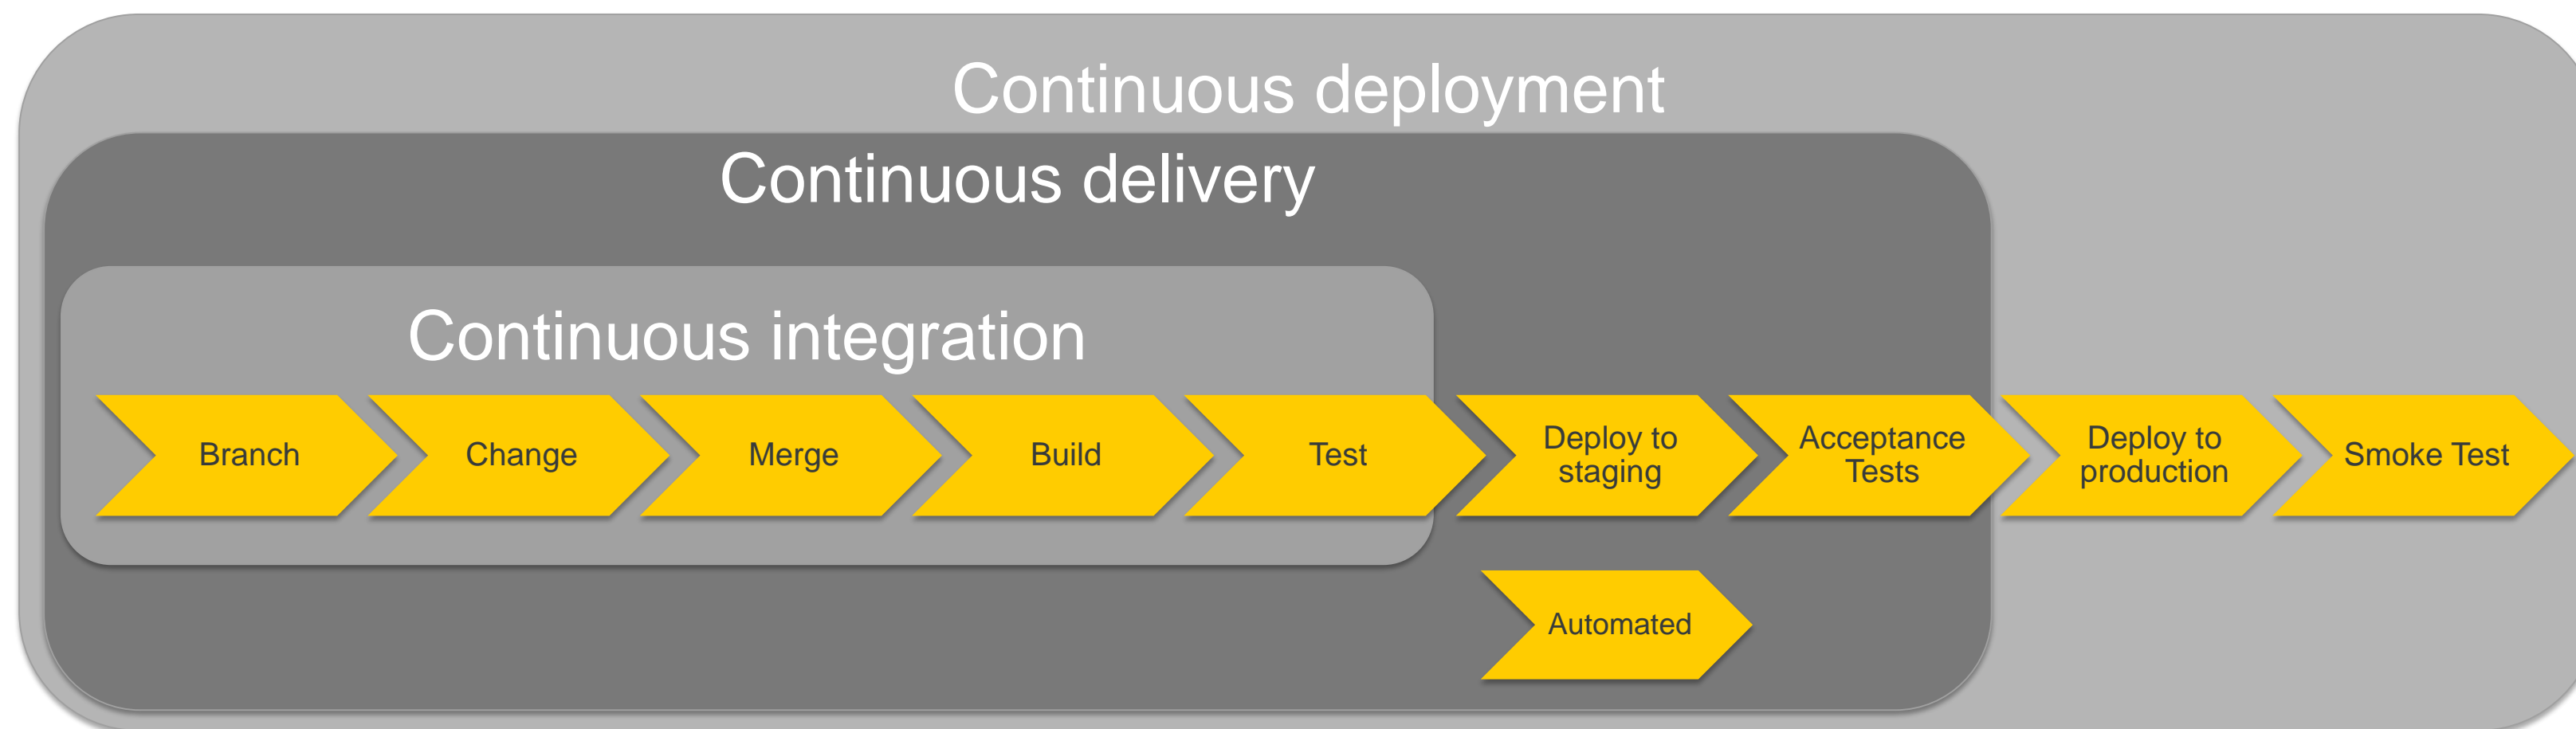 Continuous deployment
Continuous delivery
Continuous integration
Branch
Change
Merge
Build
Test
Deploy to
staging
Acceptance
Tests
Deploy to
production
Smoke Test
Automated